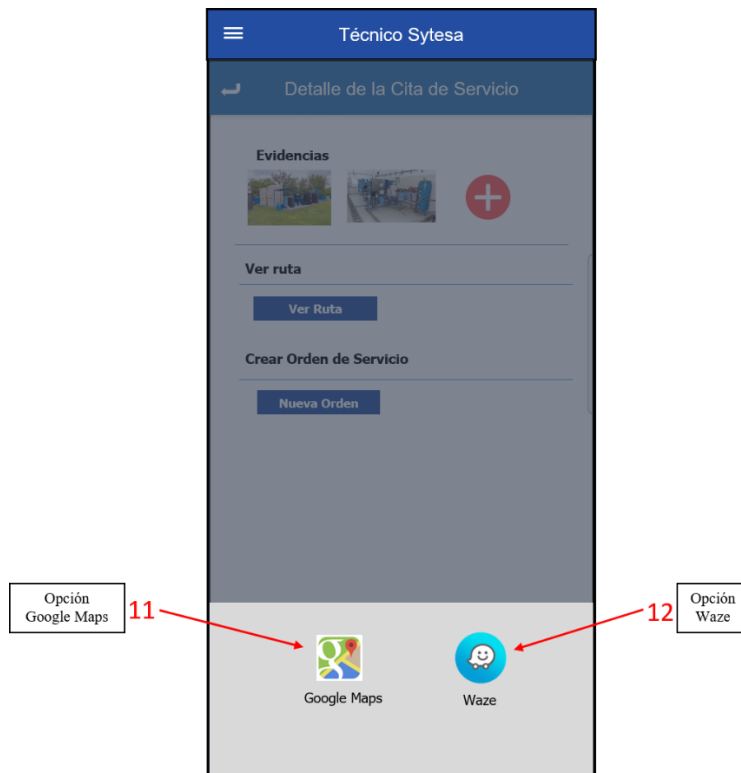 Técnico Sytesa
Detalle de la Cita de Servicio
Evidencias
Ver ruta
Ver Ruta
Crear Orden de Servicio
Nueva Orden
Opción
Google Maps
11
12
Opción
Waze
Google Maps
Waze